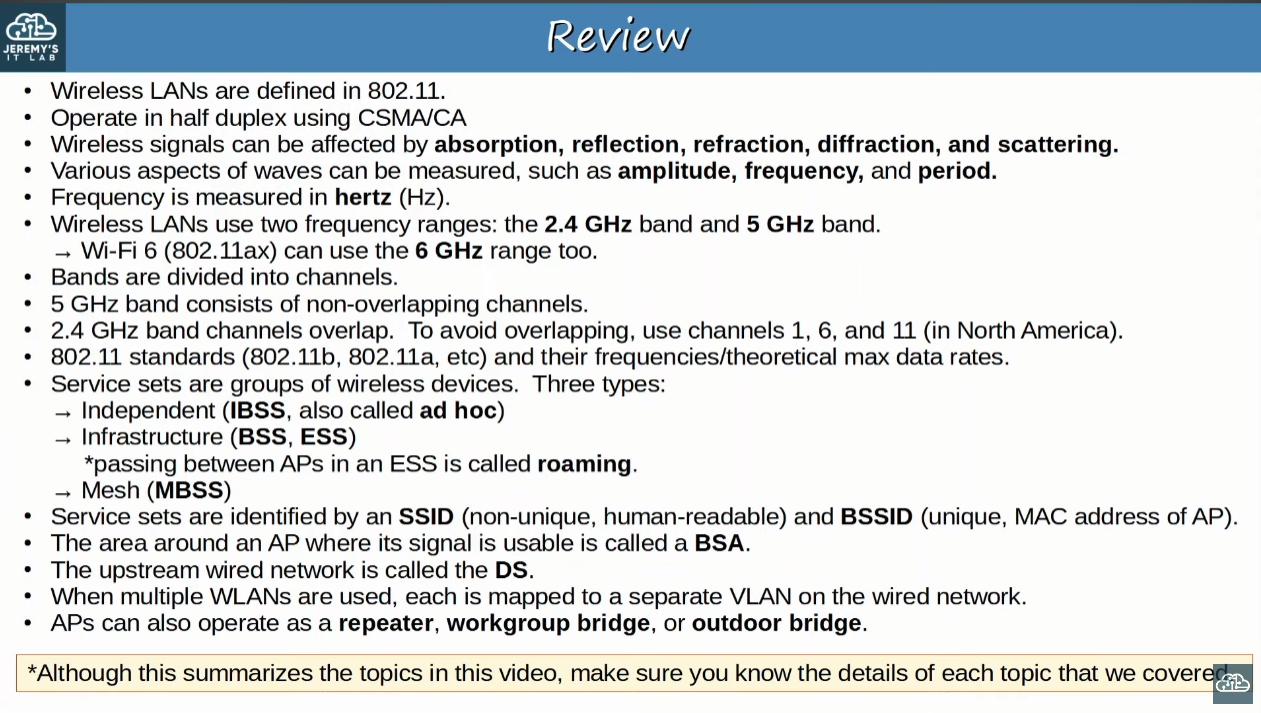 JEREMY'S
IT LAB
Review
• Wireless LANs are defined in 802.11.
• Operate in half duplex using CSMA/CA
• Wireless signals can be affected by absorption, reflection, refraction, diffraction, and scattering.
• Various aspects of waves can be measured, such as amplitude, frequency, and period.
• Frequency is measured in hertz (Hz).
• Wireless LANs use two frequency ranges: the 2.4 GHz band and 5 GHz band.
→ Wi-Fi 6 (802.11ax) can use the 6 GHz range too.
• Bands are divided into channels.
• 5 GHz band consists of non-overlapping channels.
• 2.4 GHz band channels overlap.  To avoid overlapping, use channels 1, 6, and 11 (in North America).
• 802.11 standards (802.11b, 802.11a, etc) and their frequencies/theoretical max data rates.
• Service sets are groups of wireless devices.  Three types:
→ Independent (IBSS, also called ad hoc)
→ Infrastructure (BSS, ESS)
*passing between APs in an ESS is called roaming.
→ Mesh (MBSS)
• Service sets are identified by an SSID (non-unique, human-readable) and BSSID (unique, MAC address of AP).
• The area around an AP where its signal is usable is called a BSA.
• The upstream wired network is called the DS.
• When multiple WLANs are used, each is mapped to a separate VLAN on the wired network.
• APs can also operate as a repeater, workgroup bridge, or outdoor bridge.
*Although this summarizes the topics in this video, make sure you know the details of each topic that we covered.